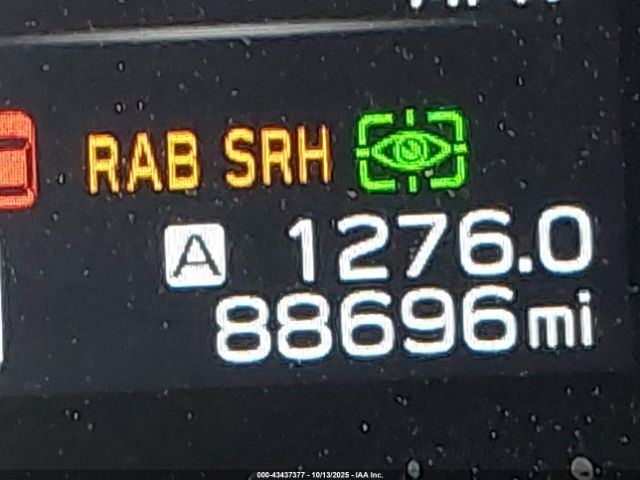 RAB SRH
A 1276.0
88696mi
000-43437377 - 10/13/2025 - IAA Inc.